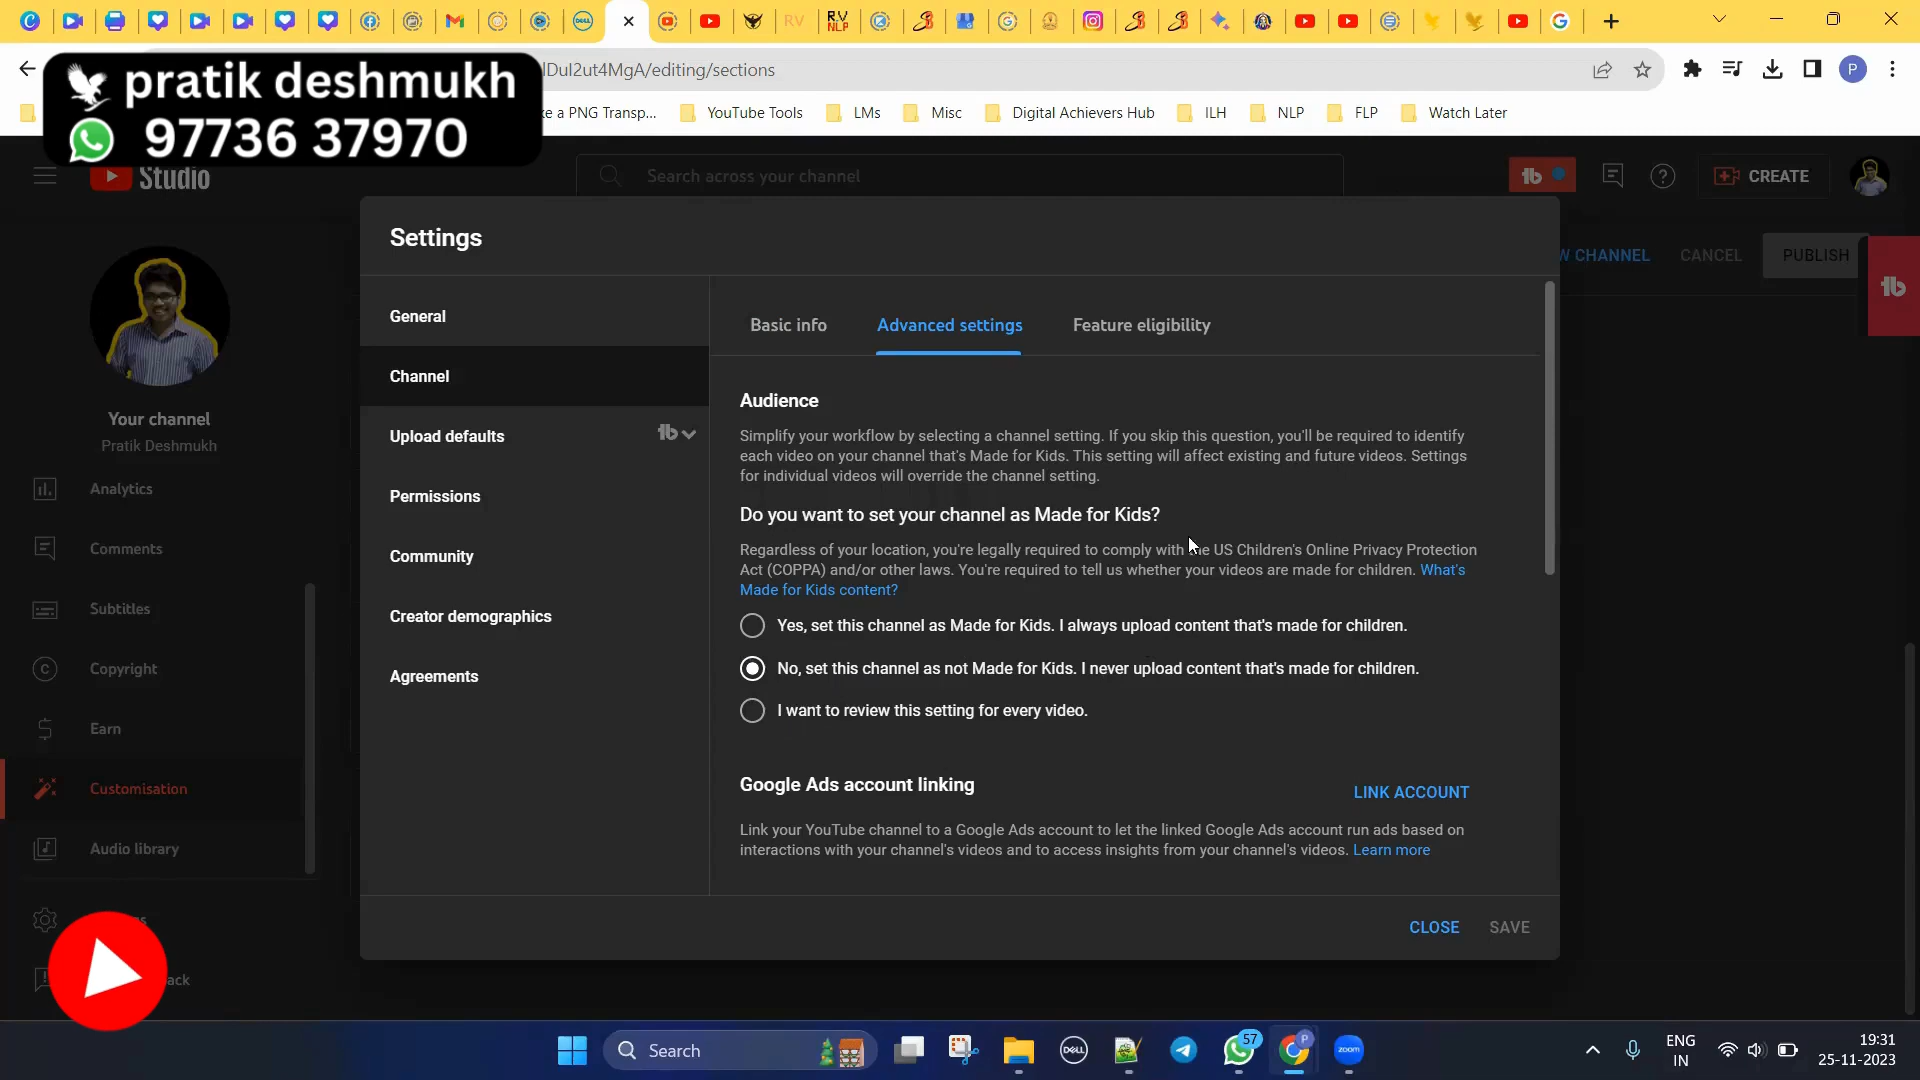 pratik deshmukh
97736 37970
lDul2ut4MgA/editing/sections
P
ke a PNG Transp...
YouTube Tools
LMs
Misc
Digital Achievers Hub
ILH
NLP
FLP
Watch Later
Studio
Search across your channel
CREATE
W CHANNEL
CANCEL
PUBLISH
Your channel
Pratik Deshmukh
Analytics
Comments
Subtitles
Copyright
Earn
Customisation
Audio library
Settings
General
Channel
Upload defaults
Permissions
Community
Creator demographics
Agreements
Basic info
Advanced settings
Feature eligibility
Audience
Simplify your workflow by selecting a channel setting. If you skip this question, you'll be required to identify
each video on your channel that's Made for Kids. This setting will affect existing and future videos. Settings
for individual videos will override the channel setting.
Do you want to set your channel as Made for Kids?
Regardless of your location, you're legally required to comply with the US Children's Online Privacy Protection
Act (COPPA) and/or other laws. You're required to tell us whether your videos are made for children. What's
Made for Kids content?
Yes, set this channel as Made for Kids. I always upload content that's made for children.
No, set this channel as not Made for Kids. I never upload content that's made for children.
I want to review this setting for every video.
Google Ads account linking
LINK ACCOUNT
Link your YouTube channel to a Google Ads account to let the linked Google Ads account run ads based on
interactions with your channel's videos and to access insights from your channel's videos. Learn more
CLOSE
SAVE
Search
DELL
57
zoom
ENG
IN
19:31
25-11-2023